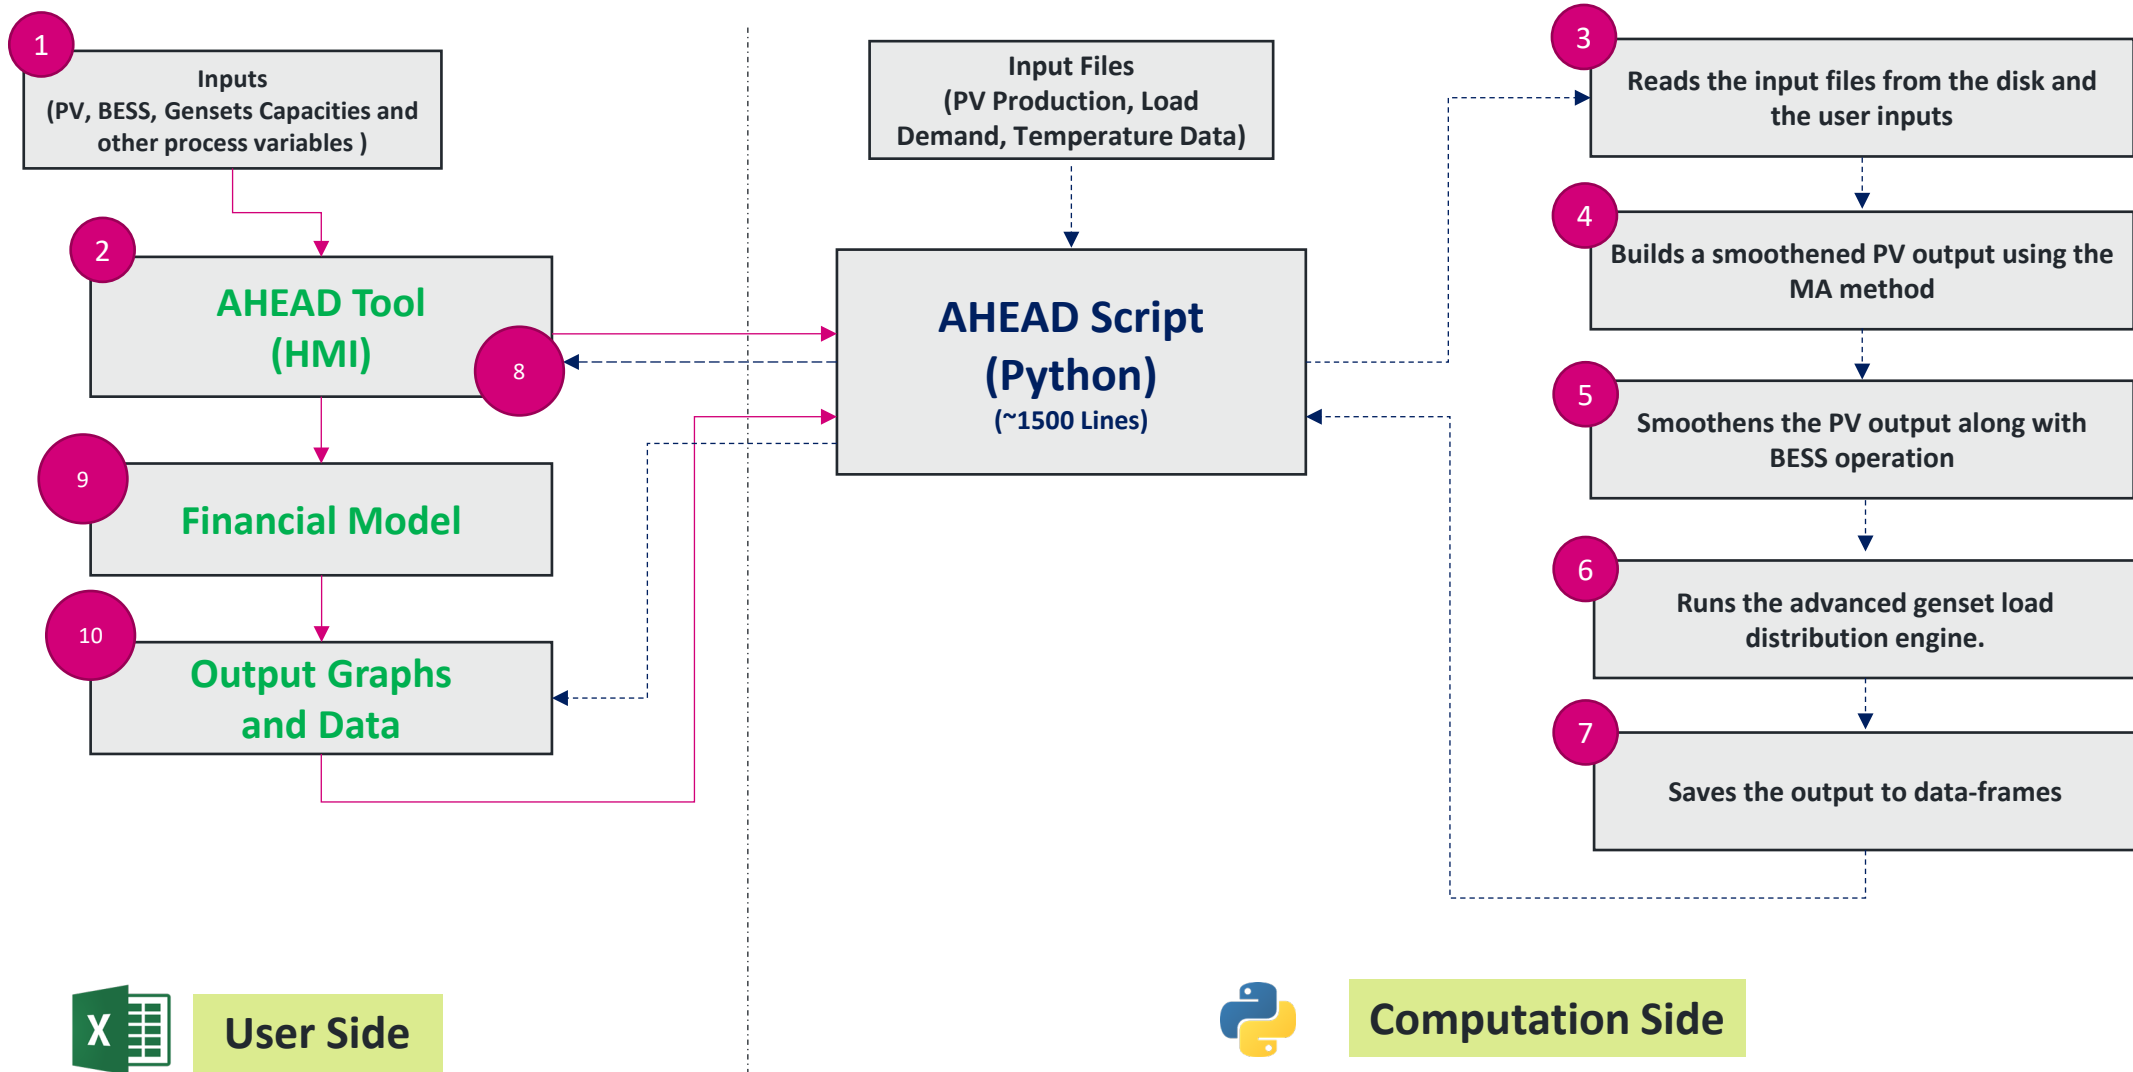 1
Inputs
(PV, BESS, Gensets Capacities and
other process variables )
2
AHEAD Tool
(HMI)
8
9
Financial Model
10
Output Graphs
and Data
Input Files
(PV Production, Load
Demand, Temperature Data)
AHEAD Script
(Python)
(~1500 Lines)
3
Reads the input files from the disk and
the user inputs
4
Builds a smoothened PV output using the
MA method
5
Smoothens the PV output along with
BESS operation
6
Runs the advanced genset load
distribution engine.
7
Saves the output to data-frames
X
User Side
Computation Side